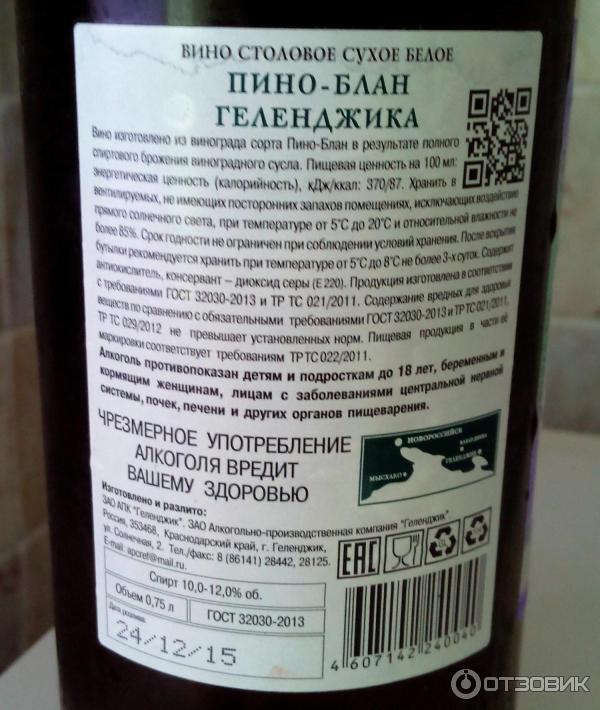 ВИНО СТОЛОВОЕ СУХОЕ БЕЛОЕ
ПИНО-БЛАН
ГЕЛЕНДЖИКА
Вино изготовлено из винограда сорта Пино-Блан в результате полного
спиртового брожения виноградного сусла. Пищевая ценность на 100 мл:
энергетическая ценность (калорийность), кДж/ккал: 370/87. Хранить в
вентилируемых, не имеющих посторонних запахов помещениях, исключающих воздействие
прямого солнечного света, при температуре от 5°С до 20°С и относительной влажности не
более 85%. Срок годности не ограничен при соблюдении условий хранения. После вскрытия
бутылки рекомендуется хранить при температуре от 5°С до 8°С не более 3-х суток. Содержит
антиокислитель, консервант – диоксид серы (Е 220). Продукция изготовлена в соответствии
с требованиями ГОСТ 32030-2013 и ТР ТС 021/2011. Содержание вредных для здоровья
веществ по сравнению с обязательными требованиями ГОСТ 32030-2013 и ТР ТС 021/2011,
ТР ТС 029/2012 не превышает установленных норм. Пищевая продукция в части её
маркировки соответствует требованиям ТР ТС 022/2011.
Алкоголь противопоказан детям и подросткам до 18 лет, беременным и
кормящим женщинам, лицам с заболеваниями центральной нервной
системы, почек, печени и других органов пищеварения.
ЧРЕЗМЕРНОЕ УПОТРЕБЛЕНИЕ
АЛКОГОЛЯ ВРЕДИТ
ВАШЕМУ ЗДОРОВЬЮ
НОВОРОССИЙСК
КАБАРДИНКА
ГЕЛЕНДЖИК
МЫСХАКО
Изготовлено и разлито:
ЗАО АПК "Геленджик". ЗАО Алкогольно-производственная компания "Геленджик",
Россия, 353468, Краснодарский край, г. Геленджик,
ул. Солнечная, 2. Тел./факс: 8 (86141) 28442, 28125.
E-mail: apcref@mail.ru.
EAC
Спирт 10,0-12,0% об.
Объем 0,75 л
ГОСТ 32030-2013
Дата розлива:
24/12/15
4 607142 240040
ОТЗОВИК